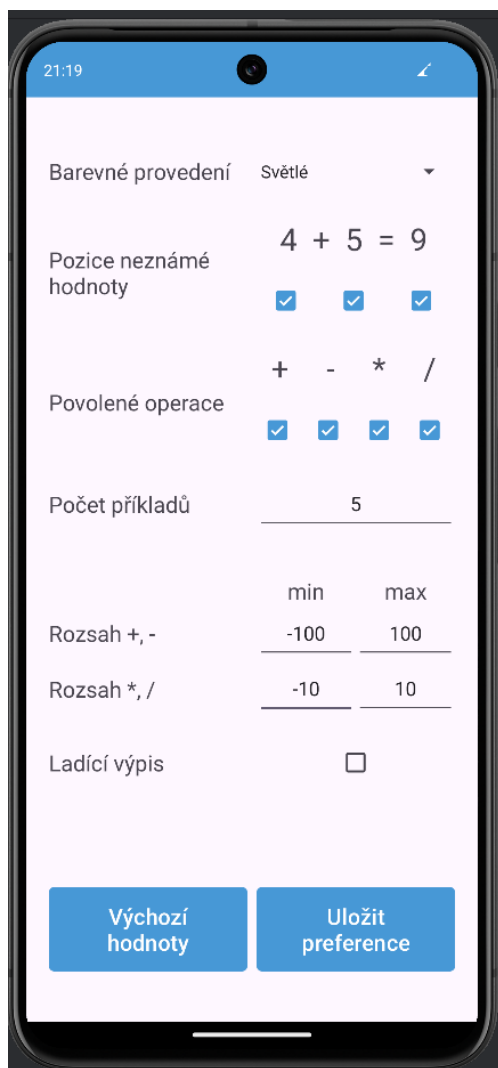 21:19
Barevné provedení Světlé
4 + 5 = 9
Pozice neznámé
hodnoty
+ - * /
Povolené operace
Počet příkladů 5
min max
Rozsah +, - -100 100
Rozsah *, / -10 10
Ladící výpis
Výchozí
hodnoty
Uložit
preference